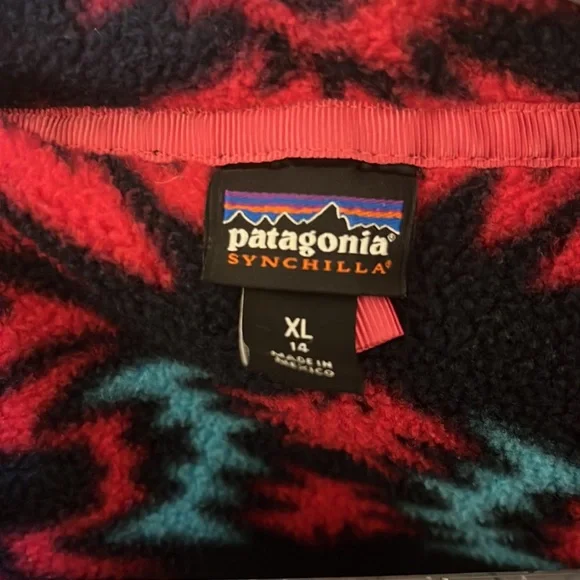 patagonia®
SYNCHILLA®
XL
14
MADE IN
MEXICO